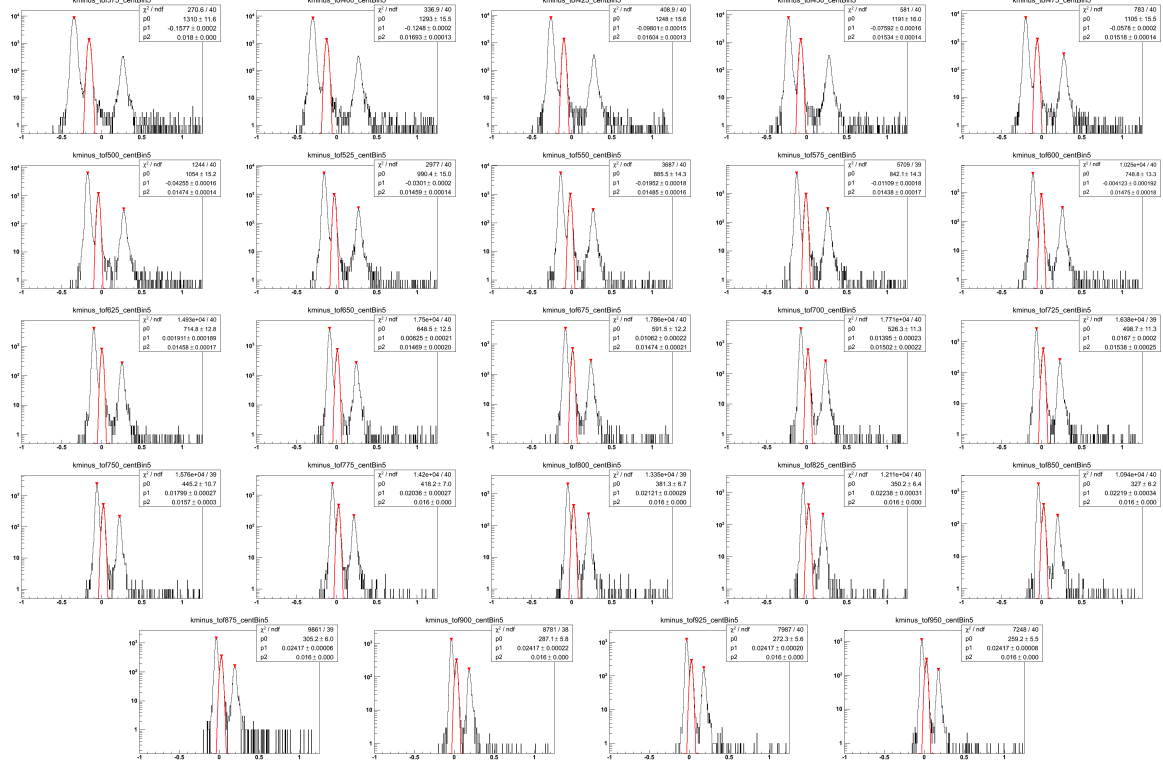 kminus_tof375_centBin5 kminus_tof400_centBin5 kminus_tof425_centBin5 kminus_tof450_centBin5 kminus_tof475_centBin5
χ² / ndf 270.6 / 40
p0 1310 ± 11.6
p1 -0.1577 ± 0.0002
p2 0.018 ± 0.000
χ² / ndf 336.9 / 40
p0 1293 ± 15.5
p1 -0.1248 ± 0.0002
p2 0.01693 ± 0.00013
χ² / ndf 408.9 / 40
p0 1248 ± 15.6
p1 -0.09801 ± 0.00015
p2 0.01604 ± 0.00013
χ² / ndf 581 / 40
p0 1191 ± 16.0
p1 -0.07592 ± 0.00016
p2 0.01534 ± 0.00014
χ² / ndf 783 / 40
p0 1105 ± 15.5
p1 -0.0578 ± 0.0002
p2 0.01518 ± 0.00014
kminus_tof500_centBin5
χ² / ndf 1244 / 40
p0 1054 ± 15.2
p1 -0.04255 ± 0.00016
p2 0.01474 ± 0.00014
kminus_tof525_centBin5
χ² / ndf 2977 / 40
p0 990.4 ± 15.0
p1 -0.0301 ± 0.0002
p2 0.01459 ± 0.00014
kminus_tof550_centBin5
χ² / ndf 3687 / 40
p0 885.5 ± 14.3
p1 -0.01952 ± 0.00018
p2 0.01485 ± 0.00016
kminus_tof575_centBin5
χ² / ndf 5709 / 39
p0 842.1 ± 14.3
p1 -0.01109 ± 0.00018
p2 0.01438 ± 0.00017
kminus_tof600_centBin5
χ² / ndf 1.025e+04 / 40
p0 748.8 ± 13.3
p1 -0.004123 ± 0.000192
p2 0.01475 ± 0.00018
kminus_tof625_centBin5
χ² / ndf 1.493e+04 / 40
p0 714.8 ± 12.8
p1 0.001911 ± 0.000189
p2 0.01458 ± 0.00017
kminus_tof650_centBin5
χ² / ndf 1.75e+04 / 40
p0 648.5 ± 12.5
p1 0.00625 ± 0.00021
p2 0.01469 ± 0.00020
kminus_tof675_centBin5
χ² / ndf 1.786e+04 / 40
p0 591.5 ± 12.2
p1 0.01062 ± 0.00022
p2 0.01474 ± 0.00021
kminus_tof700_centBin5
χ² / ndf 1.771e+04 / 40
p0 526.3 ± 11.3
p1 0.01395 ± 0.00023
p2 0.01502 ± 0.00022
kminus_tof725_centBin5
χ² / ndf 1.638e+04 / 39
p0 498.7 ± 11.3
p1 0.0167 ± 0.0002
p2 0.01538 ± 0.00025
kminus_tof750_centBin5
χ² / ndf 1.576e+04 / 39
p0 445.2 ± 10.7
p1 0.01799 ± 0.00027
p2 0.0157 ± 0.0003
kminus_tof775_centBin5
χ² / ndf 1.42e+04 / 40
p0 418.2 ± 7.0
p1 0.02036 ± 0.00027
p2 0.016 ± 0.000
kminus_tof800_centBin5
χ² / ndf 1.335e+04 / 39
p0 381.3 ± 6.7
p1 0.02121 ± 0.00029
p2 0.016 ± 0.000
kminus_tof825_centBin5
χ² / ndf 1.211e+04 / 40
p0 350.2 ± 6.4
p1 0.02238 ± 0.00031
p2 0.016 ± 0.000
kminus_tof850_centBin5
χ² / ndf 1.094e+04 / 40
p0 327 ± 6.2
p1 0.02219 ± 0.00034
p2 0.016 ± 0.000
kminus_tof875_centBin5
χ² / ndf 9861 / 39
p0 305.2 ± 6.0
p1 0.02417 ± 0.00006
p2 0.016 ± 0.000
kminus_tof900_centBin5
χ² / ndf 8781 / 38
p0 287.1 ± 5.8
p1 0.02417 ± 0.00022
p2 0.016 ± 0.000
kminus_tof925_centBin5
χ² / ndf 7987 / 40
p0 272.3 ± 5.6
p1 0.02417 ± 0.00020
p2 0.016 ± 0.000
kminus_tof950_centBin5
χ² / ndf 7248 / 40
p0 259.2 ± 5.5
p1 0.02417 ± 0.00008
p2 0.016 ± 0.000